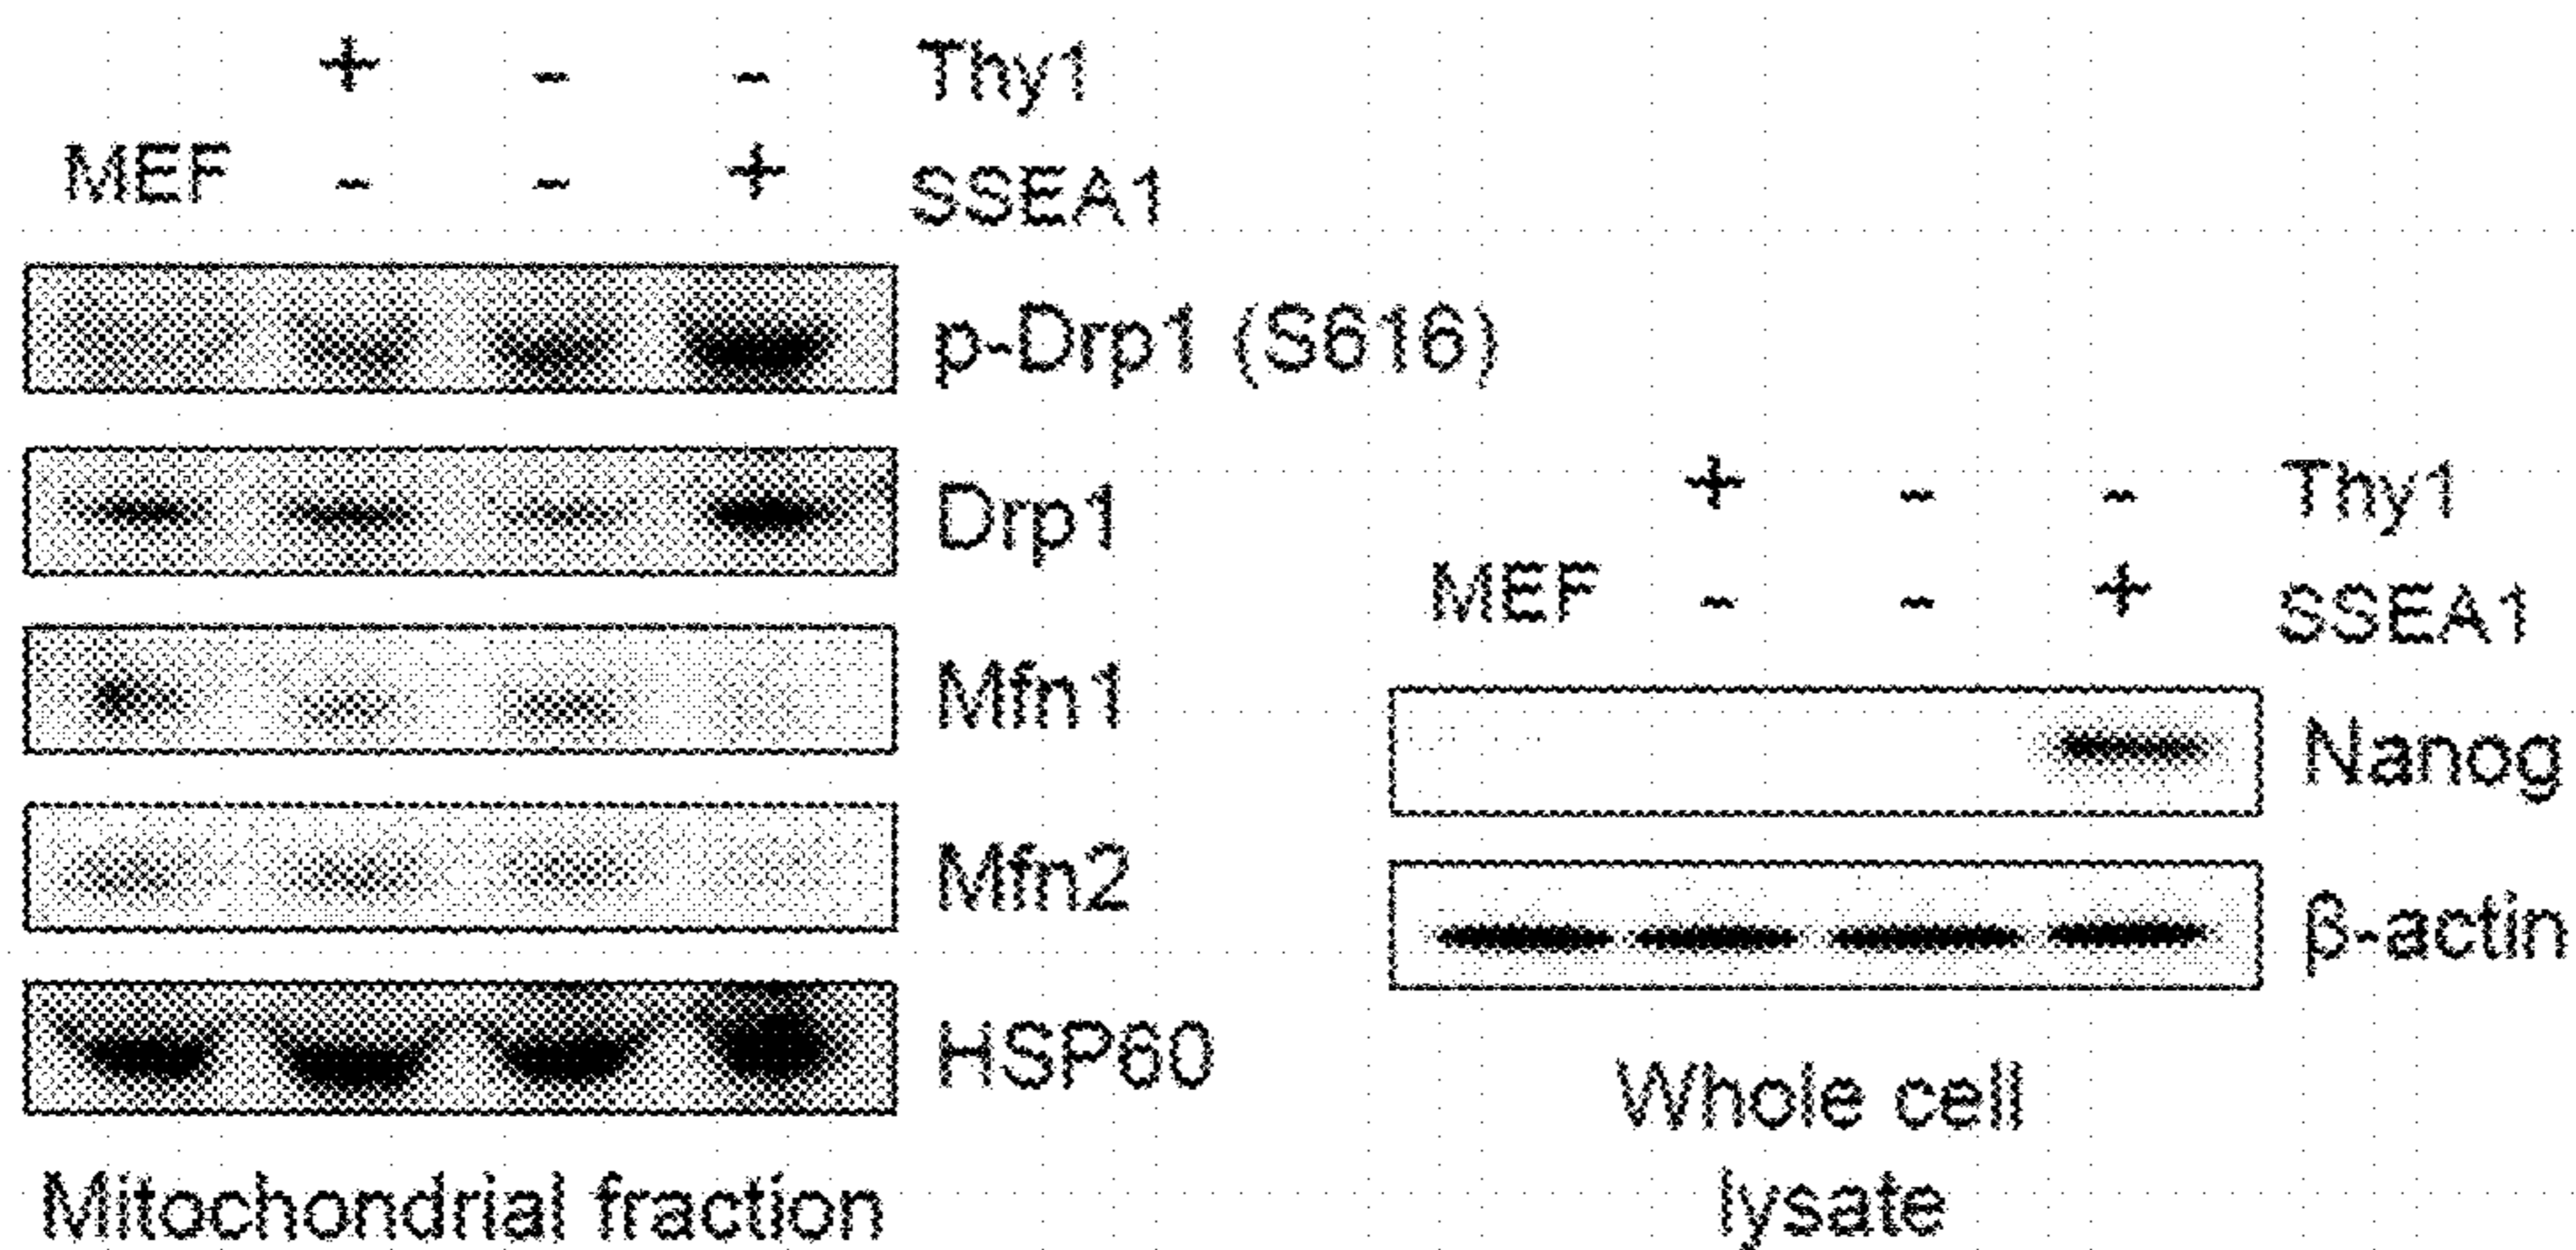 + - - Thy1
MEF - - + SSEA1
p-Drp1 (S616)
Drp1
Mfn1
Mfn2
HSP60
Mitochondrial fraction
+ - - Thy1
MEF - - + SSEA1
Nanog
β-actin
Whole cell
lysate